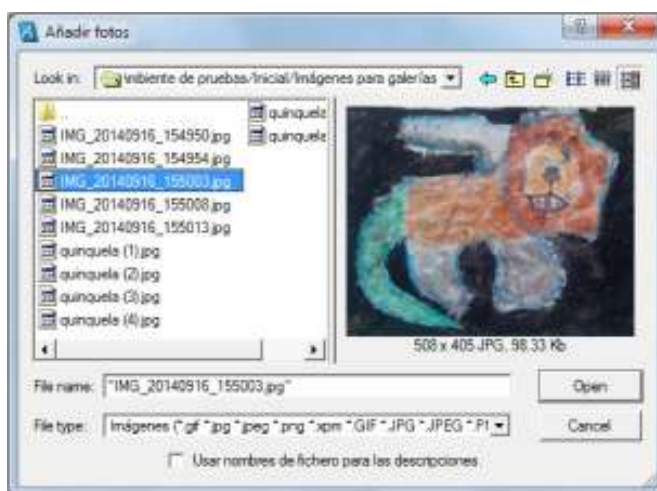 Añadir fotos
Look in: mbiente de pruebas/Inicial/Imágenes para galerías
..
IMG_20140916_154950.jpg
IMG_20140916_154954.jpg
IMG_20140916_155003.jpg
IMG_20140916_155008.jpg
IMG_20140916_155013.jpg
quinquela (1).jpg
quinquela (2).jpg
quinquela (3).jpg
quinquela (4).jpg
quinquela
quinquela
508 x 405 JPG, 98.33 Kb
File name: "IMG_20140916_155003.jpg" Open
File type: Imágenes (*.gif *.jpg *.jpeg *.png *.xpm *.GIF *.JPG *.JPEG *.P Cancel
Usar nombres de fichero para las descripciones